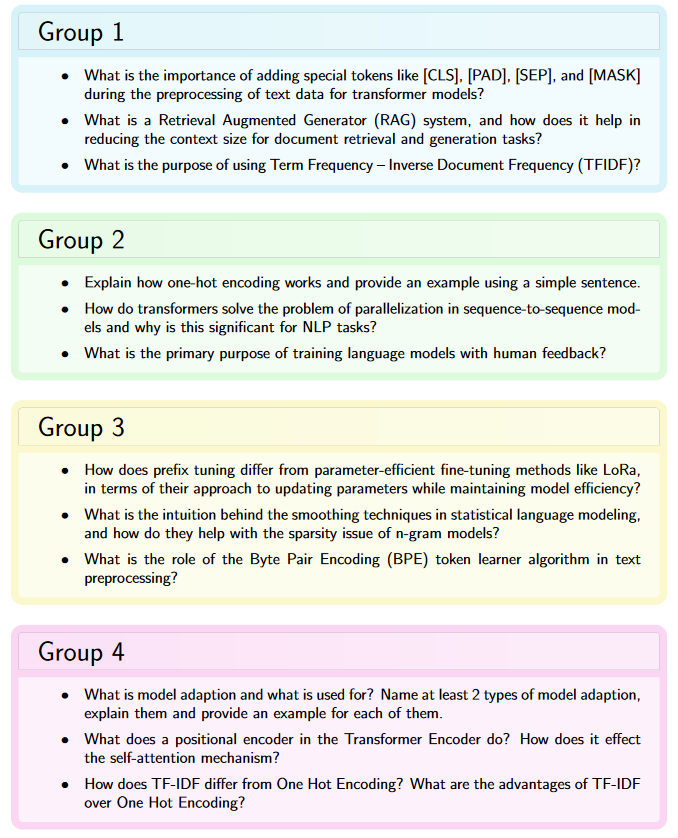 Group 1
• What is the importance of adding special tokens like [CLS], [PAD], [SEP], and [MASK]
during the preprocessing of text data for transformer models?
• What is a Retrieval Augmented Generator (RAG) system, and how does it help in
reducing the context size for document retrieval and generation tasks?
• What is the purpose of using Term Frequency – Inverse Document Frequency (TFIDF)?
Group 2
• Explain how one-hot encoding works and provide an example using a simple sentence.
• How do transformers solve the problem of parallelization in sequence-to-sequence mod-
els and why is this significant for NLP tasks?
• What is the primary purpose of training language models with human feedback?
Group 3
• How does prefix tuning differ from parameter-efficient fine-tuning methods like LoRa,
in terms of their approach to updating parameters while maintaining model efficiency?
• What is the intuition behind the smoothing techniques in statistical language modeling,
and how do they help with the sparsity issue of n-gram models?
• What is the role of the Byte Pair Encoding (BPE) token learner algorithm in text
preprocessing?
Group 4
• What is model adaption and what is used for? Name at least 2 types of model adaption,
explain them and provide an example for each of them.
• What does a positional encoder in the Transformer Encoder do? How does it effect
the self-attention mechanism?
• How does TF-IDF differ from One Hot Encoding? What are the advantages of TF-IDF
over One Hot Encoding?